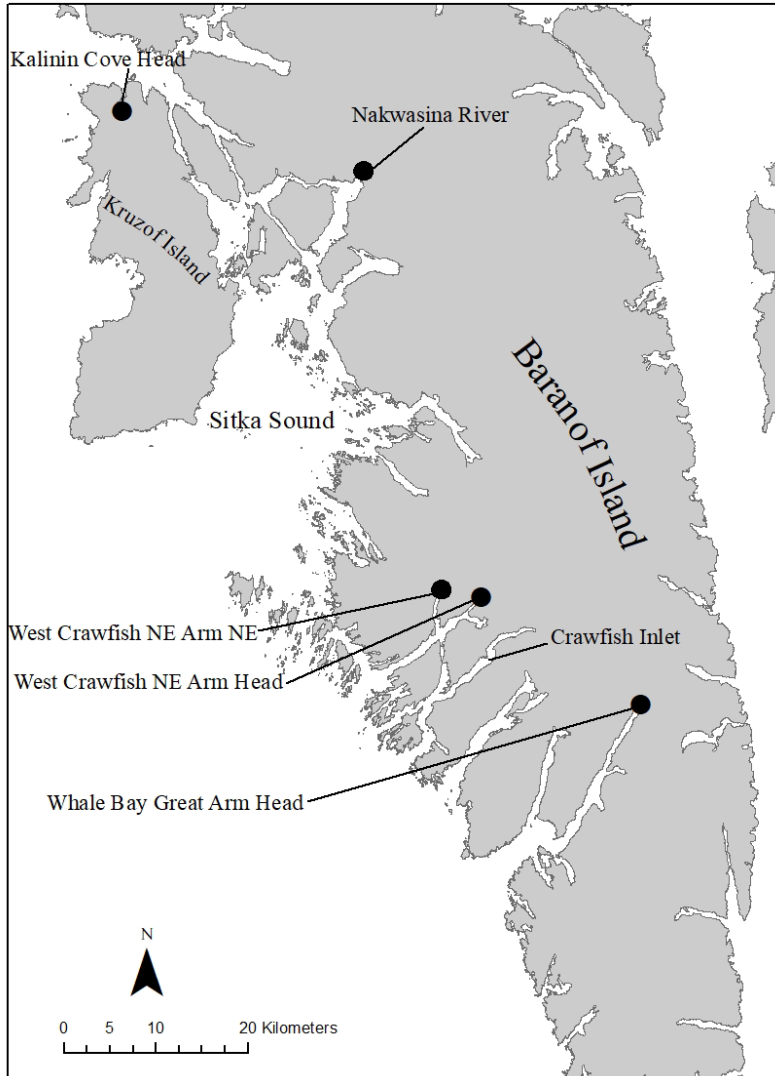 Kalinin Cove Head
Nakwasina River
Kruzof Island
Baranof Island
Sitka Sound
West Crawfish NE Arm NE
Crawfish Inlet
West Crawfish NE Arm Head
Whale Bay Great Arm Head
N
0 5 10 20 Kilometers